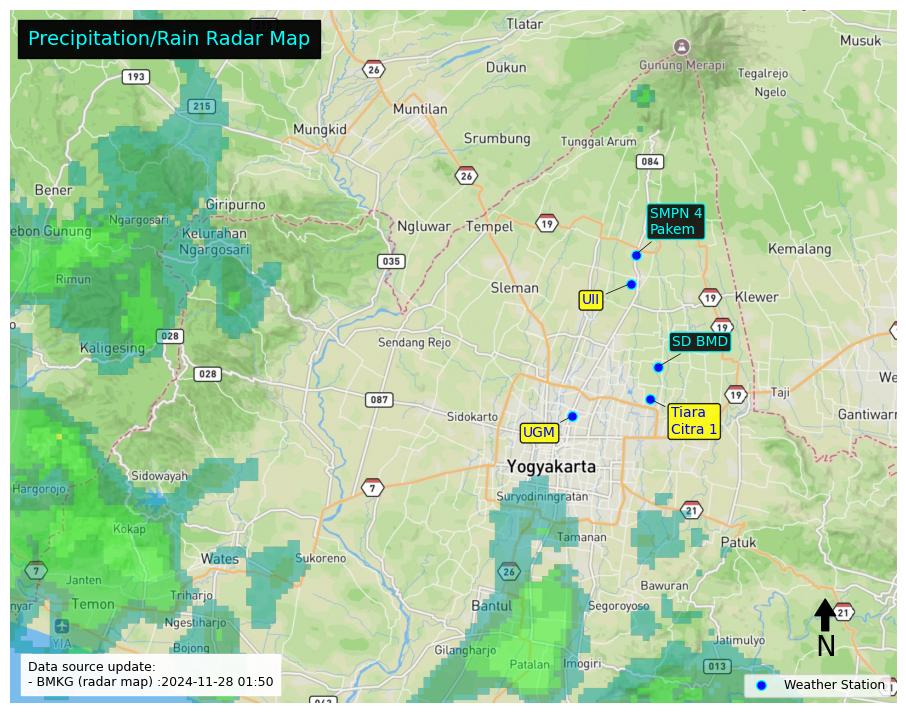 Precipitation/Rain Radar Map
Tlatar
Musuk
26
193
Dukun
Gunung Merapi
Tegalrejo
Ngelo
215
Muntilan
Mungkid
Srumbung
Tunggal Arum
084
26
Bener
Giripurno
Ngargosari
SMPN 4
Pakem
19
ebon Gunung
Kelurahan
Ngargosari
Ngluwar
Tempel
Kemalang
035
Rimun
Sleman
UII
19
Klewer
19
028
Sendang Rejo
SD BMD
Kaligesing
028
We
087
19
Taji
Sidokarto
Tiara
Citra 1
Gantiwarn
UGM
Yogyakarta
Sidowayah
Hargorojo
7
Suryodiningratan
21
Kokap
Tamanan
Patuk
Wates
Sukoreno
7
26
Janten
Bawuran
Triharjo
nyar
Temon
Bantul
Segoroyoso
21
Ngestiharjo
N
YIA
Bojong
Gilangharjo
Jatimulyo
Patalan
Imogiri
013
Data source update:
- BMKG (radar map) :2024-11-28 01:50
Weather Station